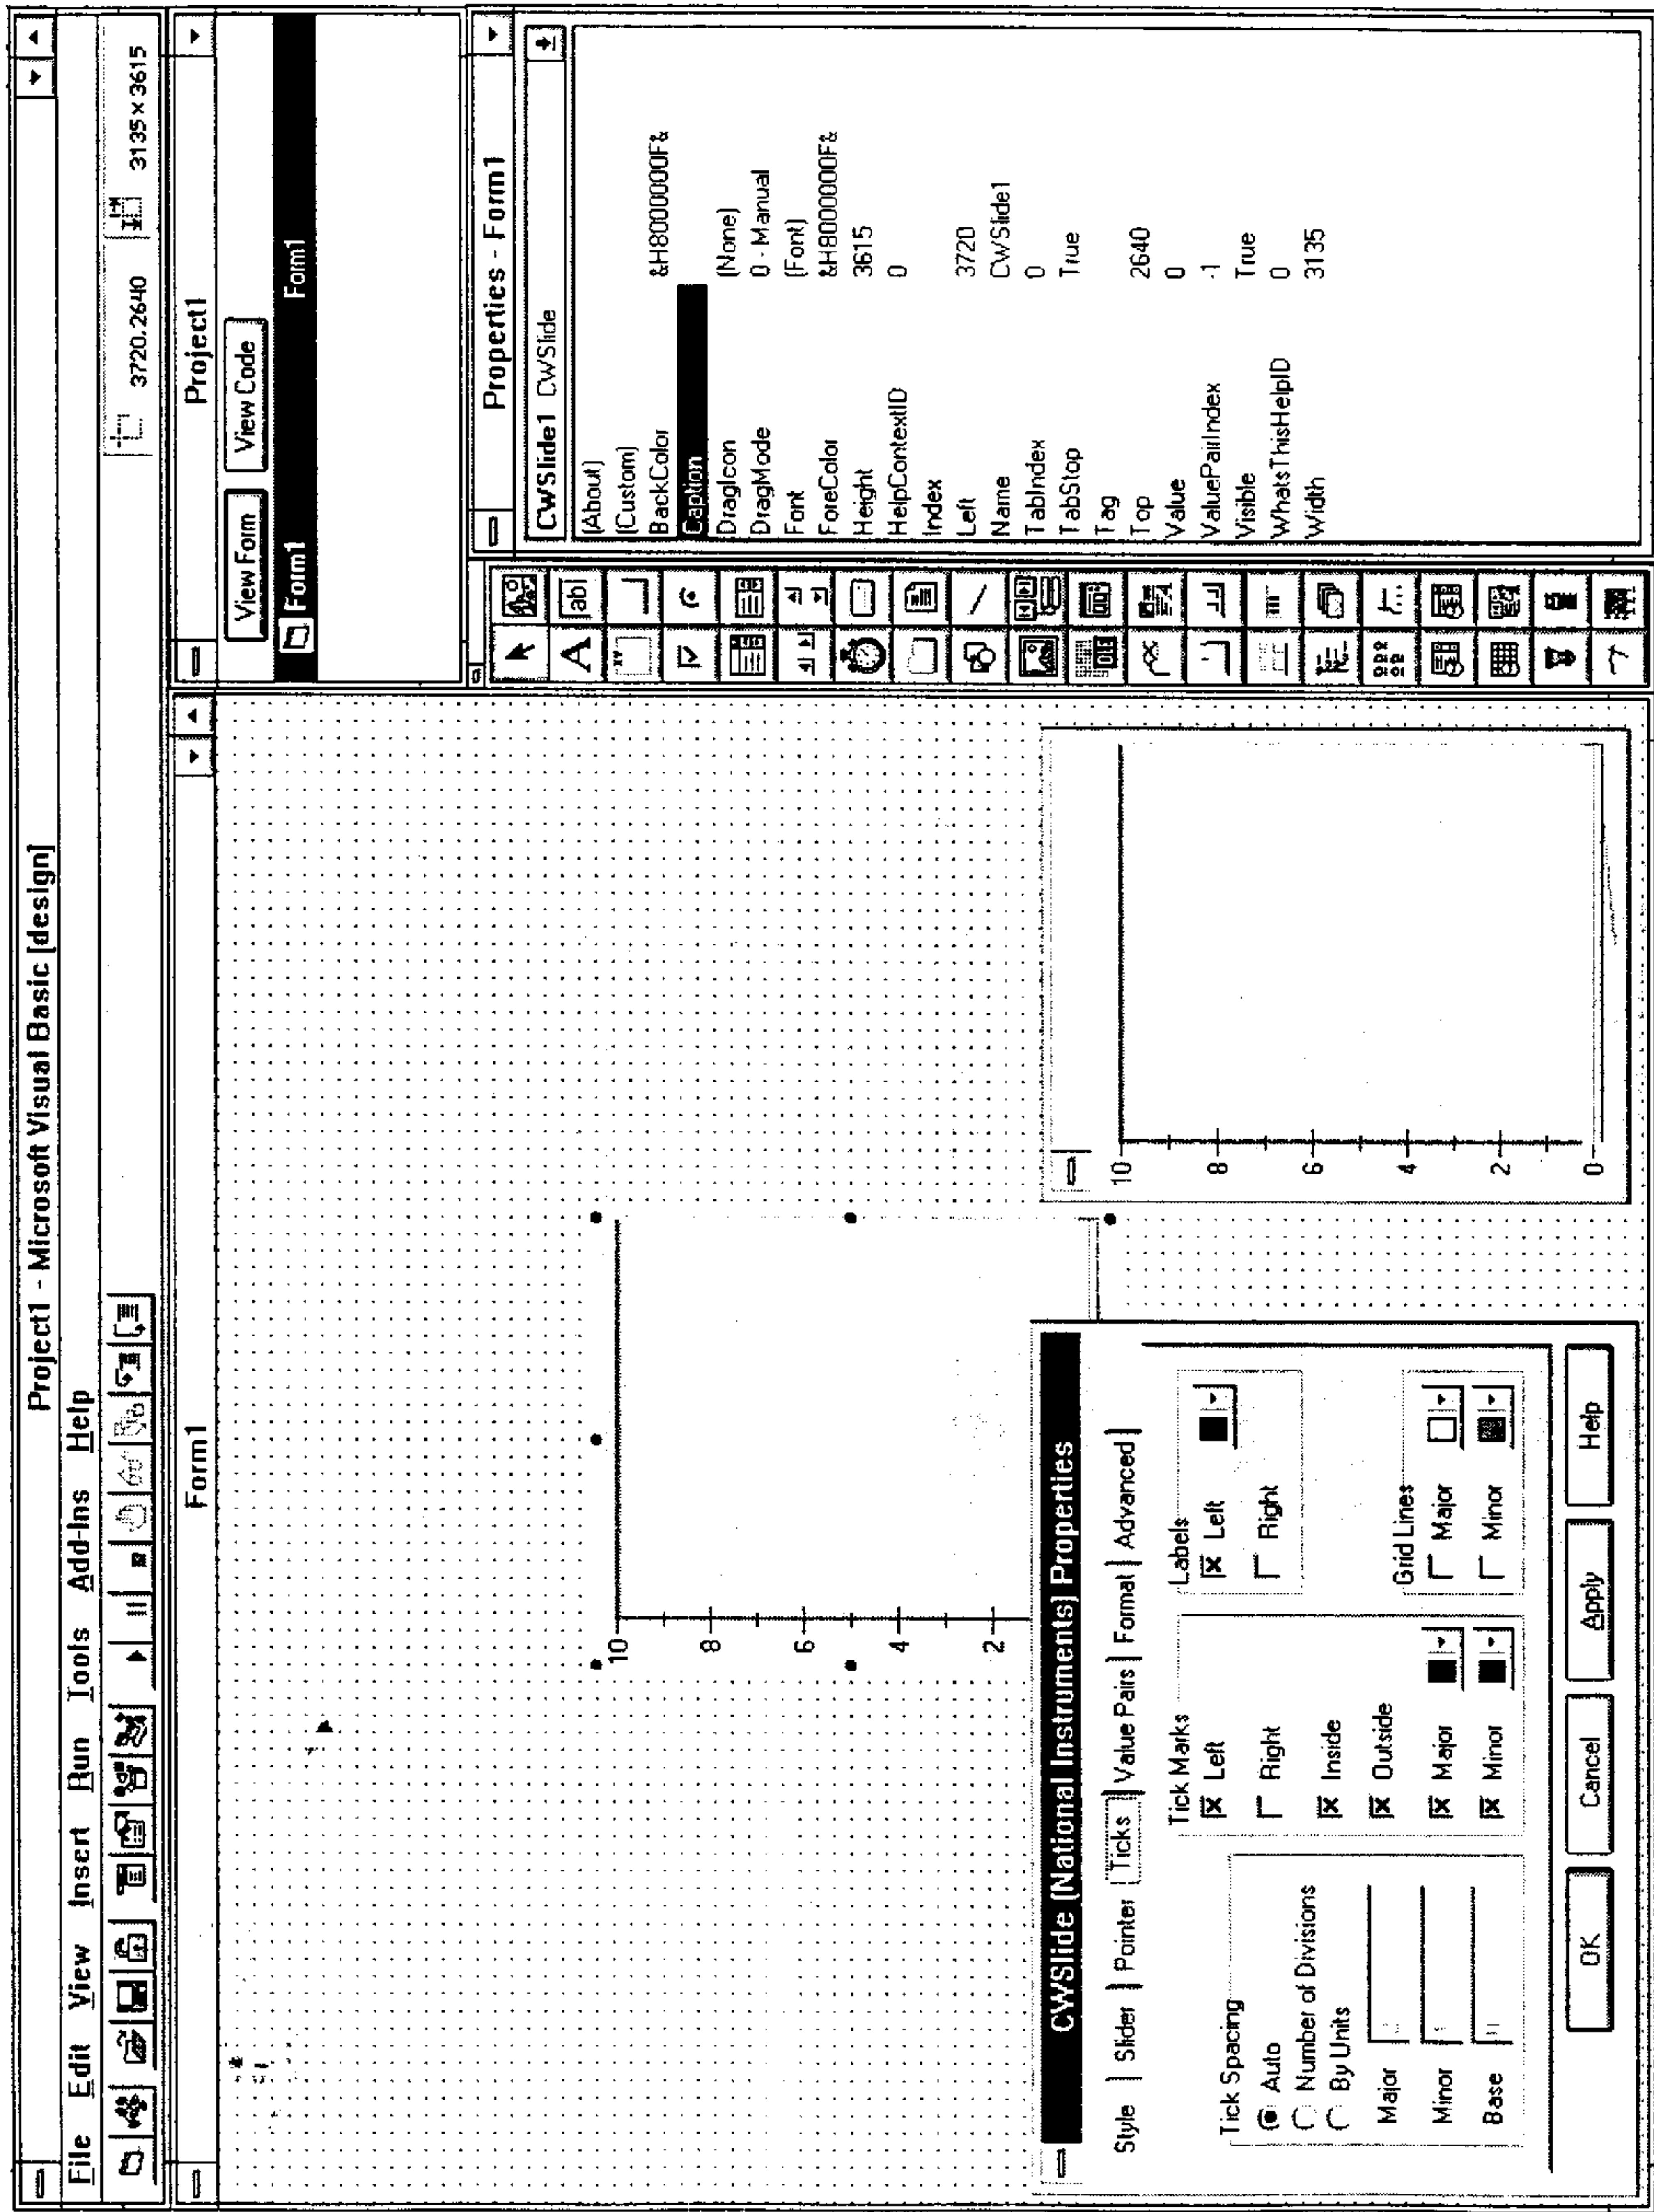 Project1 - Microsoft Visual Basic [design]
File Edit View Insert Run Tools Add-Ins Help
3720,2640 3135 × 3615
Form1
10
8
6
4
2
10
8
6
4
2
0
CWSlide (National Instruments) Properties
Style Slider Pointer Ticks Value Pairs Format Advanced
Tick Spacing
Auto
Number of Divisions
By Units
Major
Minor
Base
Tick Marks
Left
Right
Inside
Outside
Major
Minor
Labels
Left
Right
Grid Lines
Major
Minor
OK Cancel Apply Help
Project1
View Form View Code
Form1 Form1
A ab|
XY
OLE
Properties - Form1
CWSlide1 CWSlide
(About)
(Custom)
BackColor &H8000000F&
Caption
DragIcon (None)
DragMode 0 - Manual
Font (Font)
ForeColor &H8000000F&
Height 3615
HelpContextID 0
Index
Left 3720
Name CWSlide1
TabIndex 0
TabStop True
Tag
Top 2640
Value 0
ValuePairIndex -1
Visible True
WhatsThisHelpID 0
Width 3135